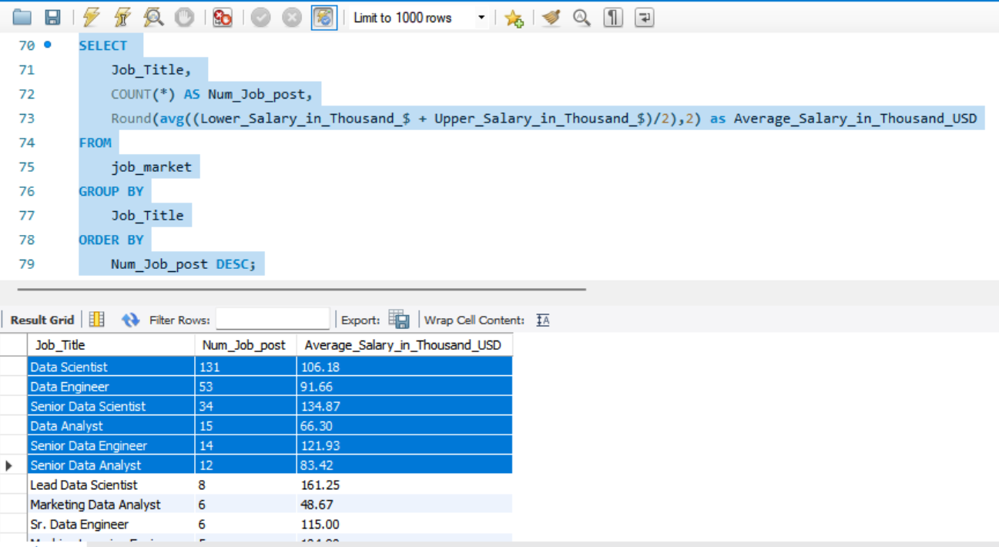 Limit to 1000 rows
70 SELECT
71 Job_Title,
72 COUNT(*) AS Num_Job_post,
73 Round(avg((Lower_Salary_in_Thousand_$ + Upper_Salary_in_Thousand_$)/2),2) as Average_Salary_in_Thousand_USD
74 FROM
75 job_market
76 GROUP BY
77 Job_Title
78 ORDER BY
79 Num_Job_post DESC;
Result Grid Filter Rows: Export: Wrap Cell Content:
Job_Title Num_Job_post Average_Salary_in_Thousand_USD
Data Scientist 131 106.18
Data Engineer 53 91.66
Senior Data Scientist 34 134.87
Data Analyst 15 66.30
Senior Data Engineer 14 121.93
Senior Data Analyst 12 83.42
Lead Data Scientist 8 161.25
Marketing Data Analyst 6 48.67
Sr. Data Engineer 6 115.00